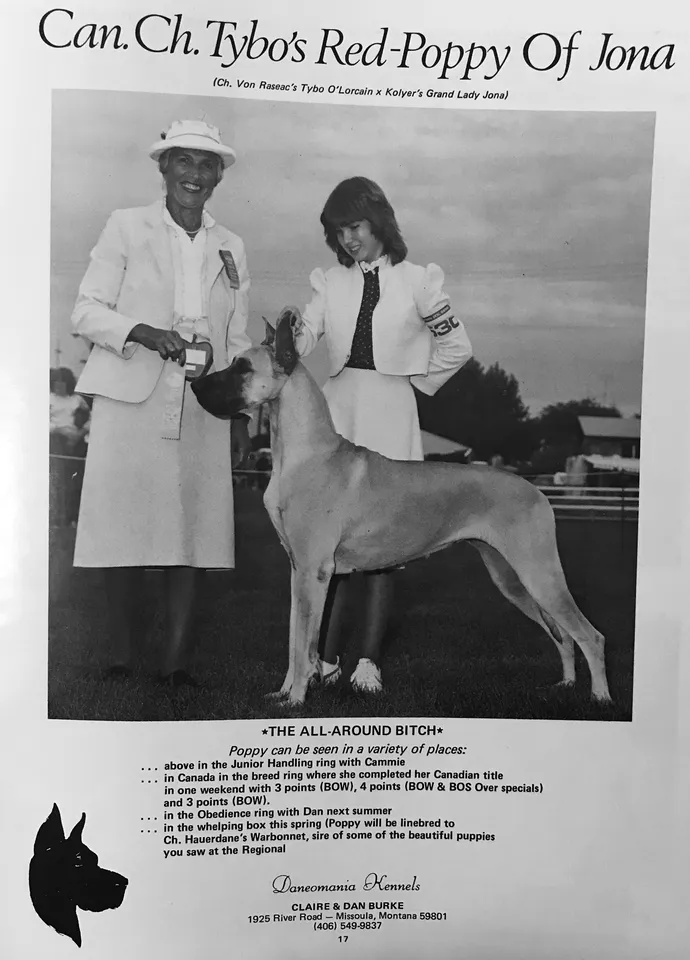 Can. Ch. Tybo's Red-Poppy Of Jona
(Ch. Von Raseac's Tybo O'Lorcain x Kolyer's Grand Lady Jona)
530
★THE ALL-AROUND BITCH★
Poppy can be seen in a variety of places:
... above in the Junior Handling ring with Cammie
... in Canada in the breed ring where she completed her Canadian title
in one weekend with 3 points (BOW), 4 points (BOW & BOS Over specials)
and 3 points (BOW).
... in the Obedience ring with Dan next summer
... in the whelping box this spring (Poppy will be linebred to
Ch. Hauerdane's Warbonnet, sire of some of the beautiful puppies
you saw at the Regional
Daneomania Kennels
CLAIRE & DAN BURKE
1925 River Road — Missoula, Montana 59801
(406) 549-9837
17